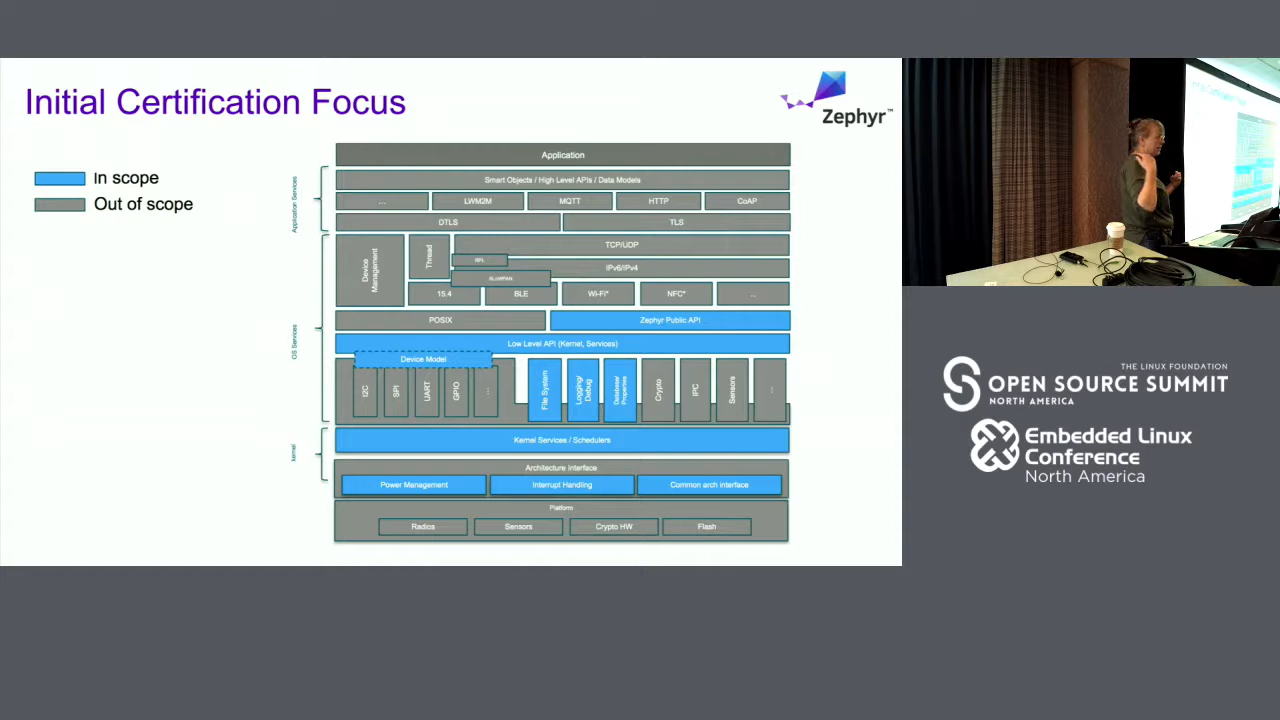 Initial Certification Focus
Zephyr™
In scope
Out of scope
Application
Application Services
Smart Objects / High Level APIs / Data Models
... LWM2M MQTT HTTP CoAP
DTLS TLS
OS Services
Device Management
Thread
TCP/UDP
RPL
6LoWPAN
IPv6/IPv4
15.4 BLE Wi-Fi* NFC* ...
POSIX Zephyr Public API
Low Level API (Kernel, Services)
Device Model
I2C SPI UART GPIO ...
File System
Logging/
Debug
Database/
Properties
Crypto IPC Sensors ...
Kernel
Kernel Services / Schedulers
Architecture Interface
Power Management Interrupt Handling Common arch interface
Platform
Radios Sensors Crypto HW Flash
THE LINUX FOUNDATION
OPEN SOURCE SUMMIT
NORTH AMERICA
Embedded Linux
Conference
North America